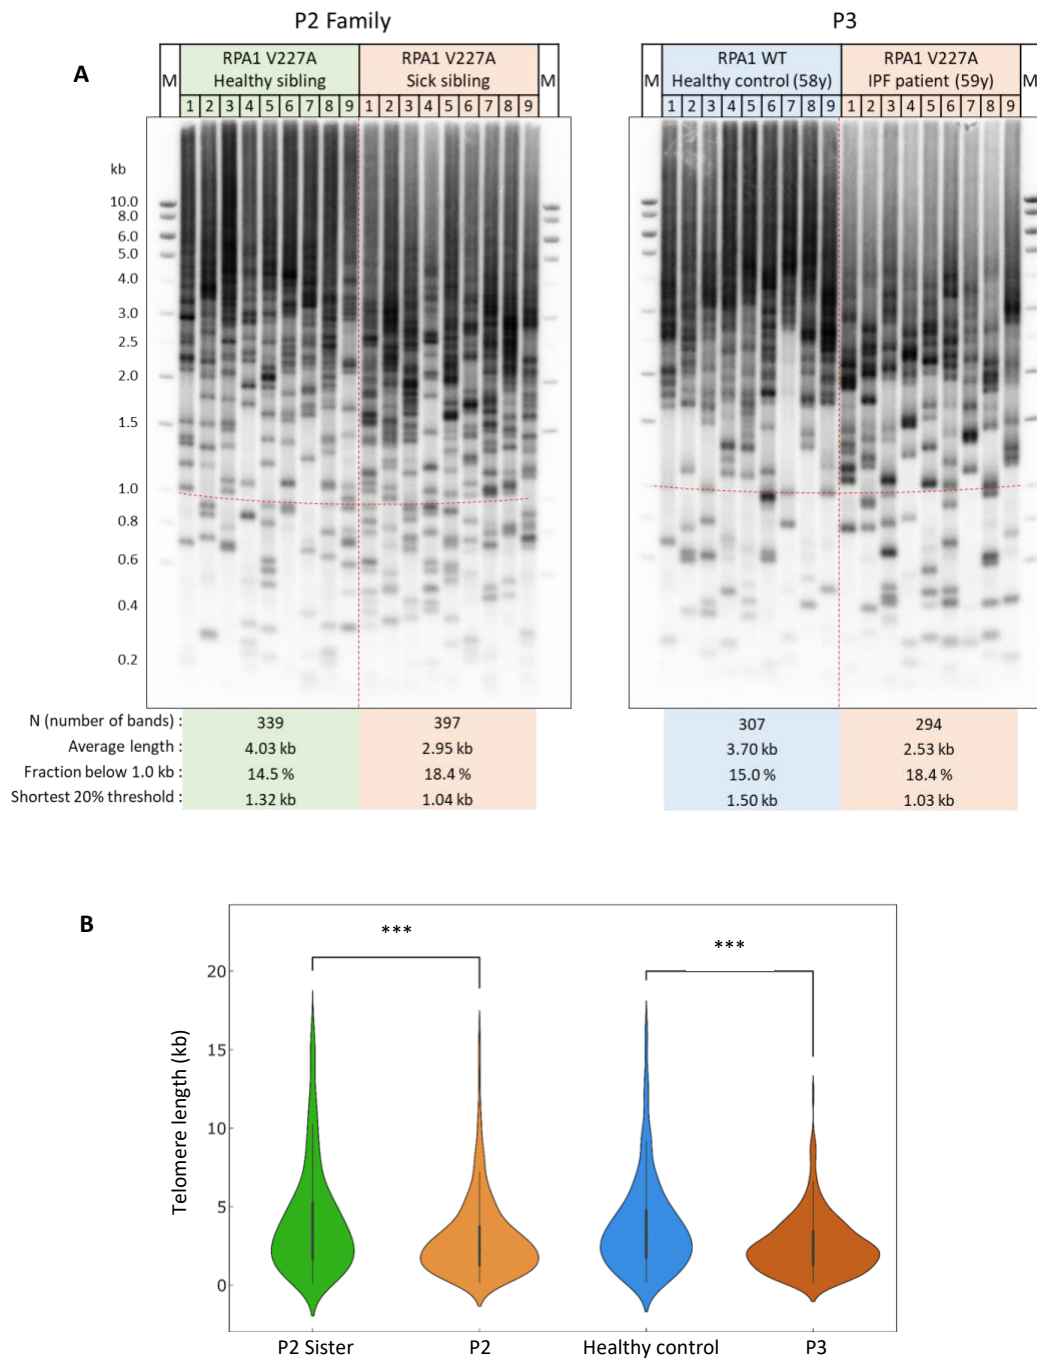 P2 Family
P3
A
M
RPA1 V227A
Healthy sibling
RPA1 V227A
Sick sibling
M
1 2 3 4 5 6 7 8 9 1 2 3 4 5 6 7 8 9
M
RPA1 WT
Healthy control (58y)
RPA1 V227A
IPF patient (59y)
M
1 2 3 4 5 6 7 8 9 1 2 3 4 5 6 7 8 9
kb
10.0
8.0
6.0
5.0
4.0
3.0
2.5
2.0
1.5
1.0
0.8
0.6
0.4
0.2
N (number of bands) : 339 397 307 294
Average length : 4.03 kb 2.95 kb 3.70 kb 2.53 kb
Fraction below 1.0 kb : 14.5 % 18.4 % 15.0 % 18.4 %
Shortest 20% threshold : 1.32 kb 1.04 kb 1.50 kb 1.03 kb
B
*** ***
Telomere length (kb)
20
15
10
5
0
P2 Sister P2 Healthy control P3